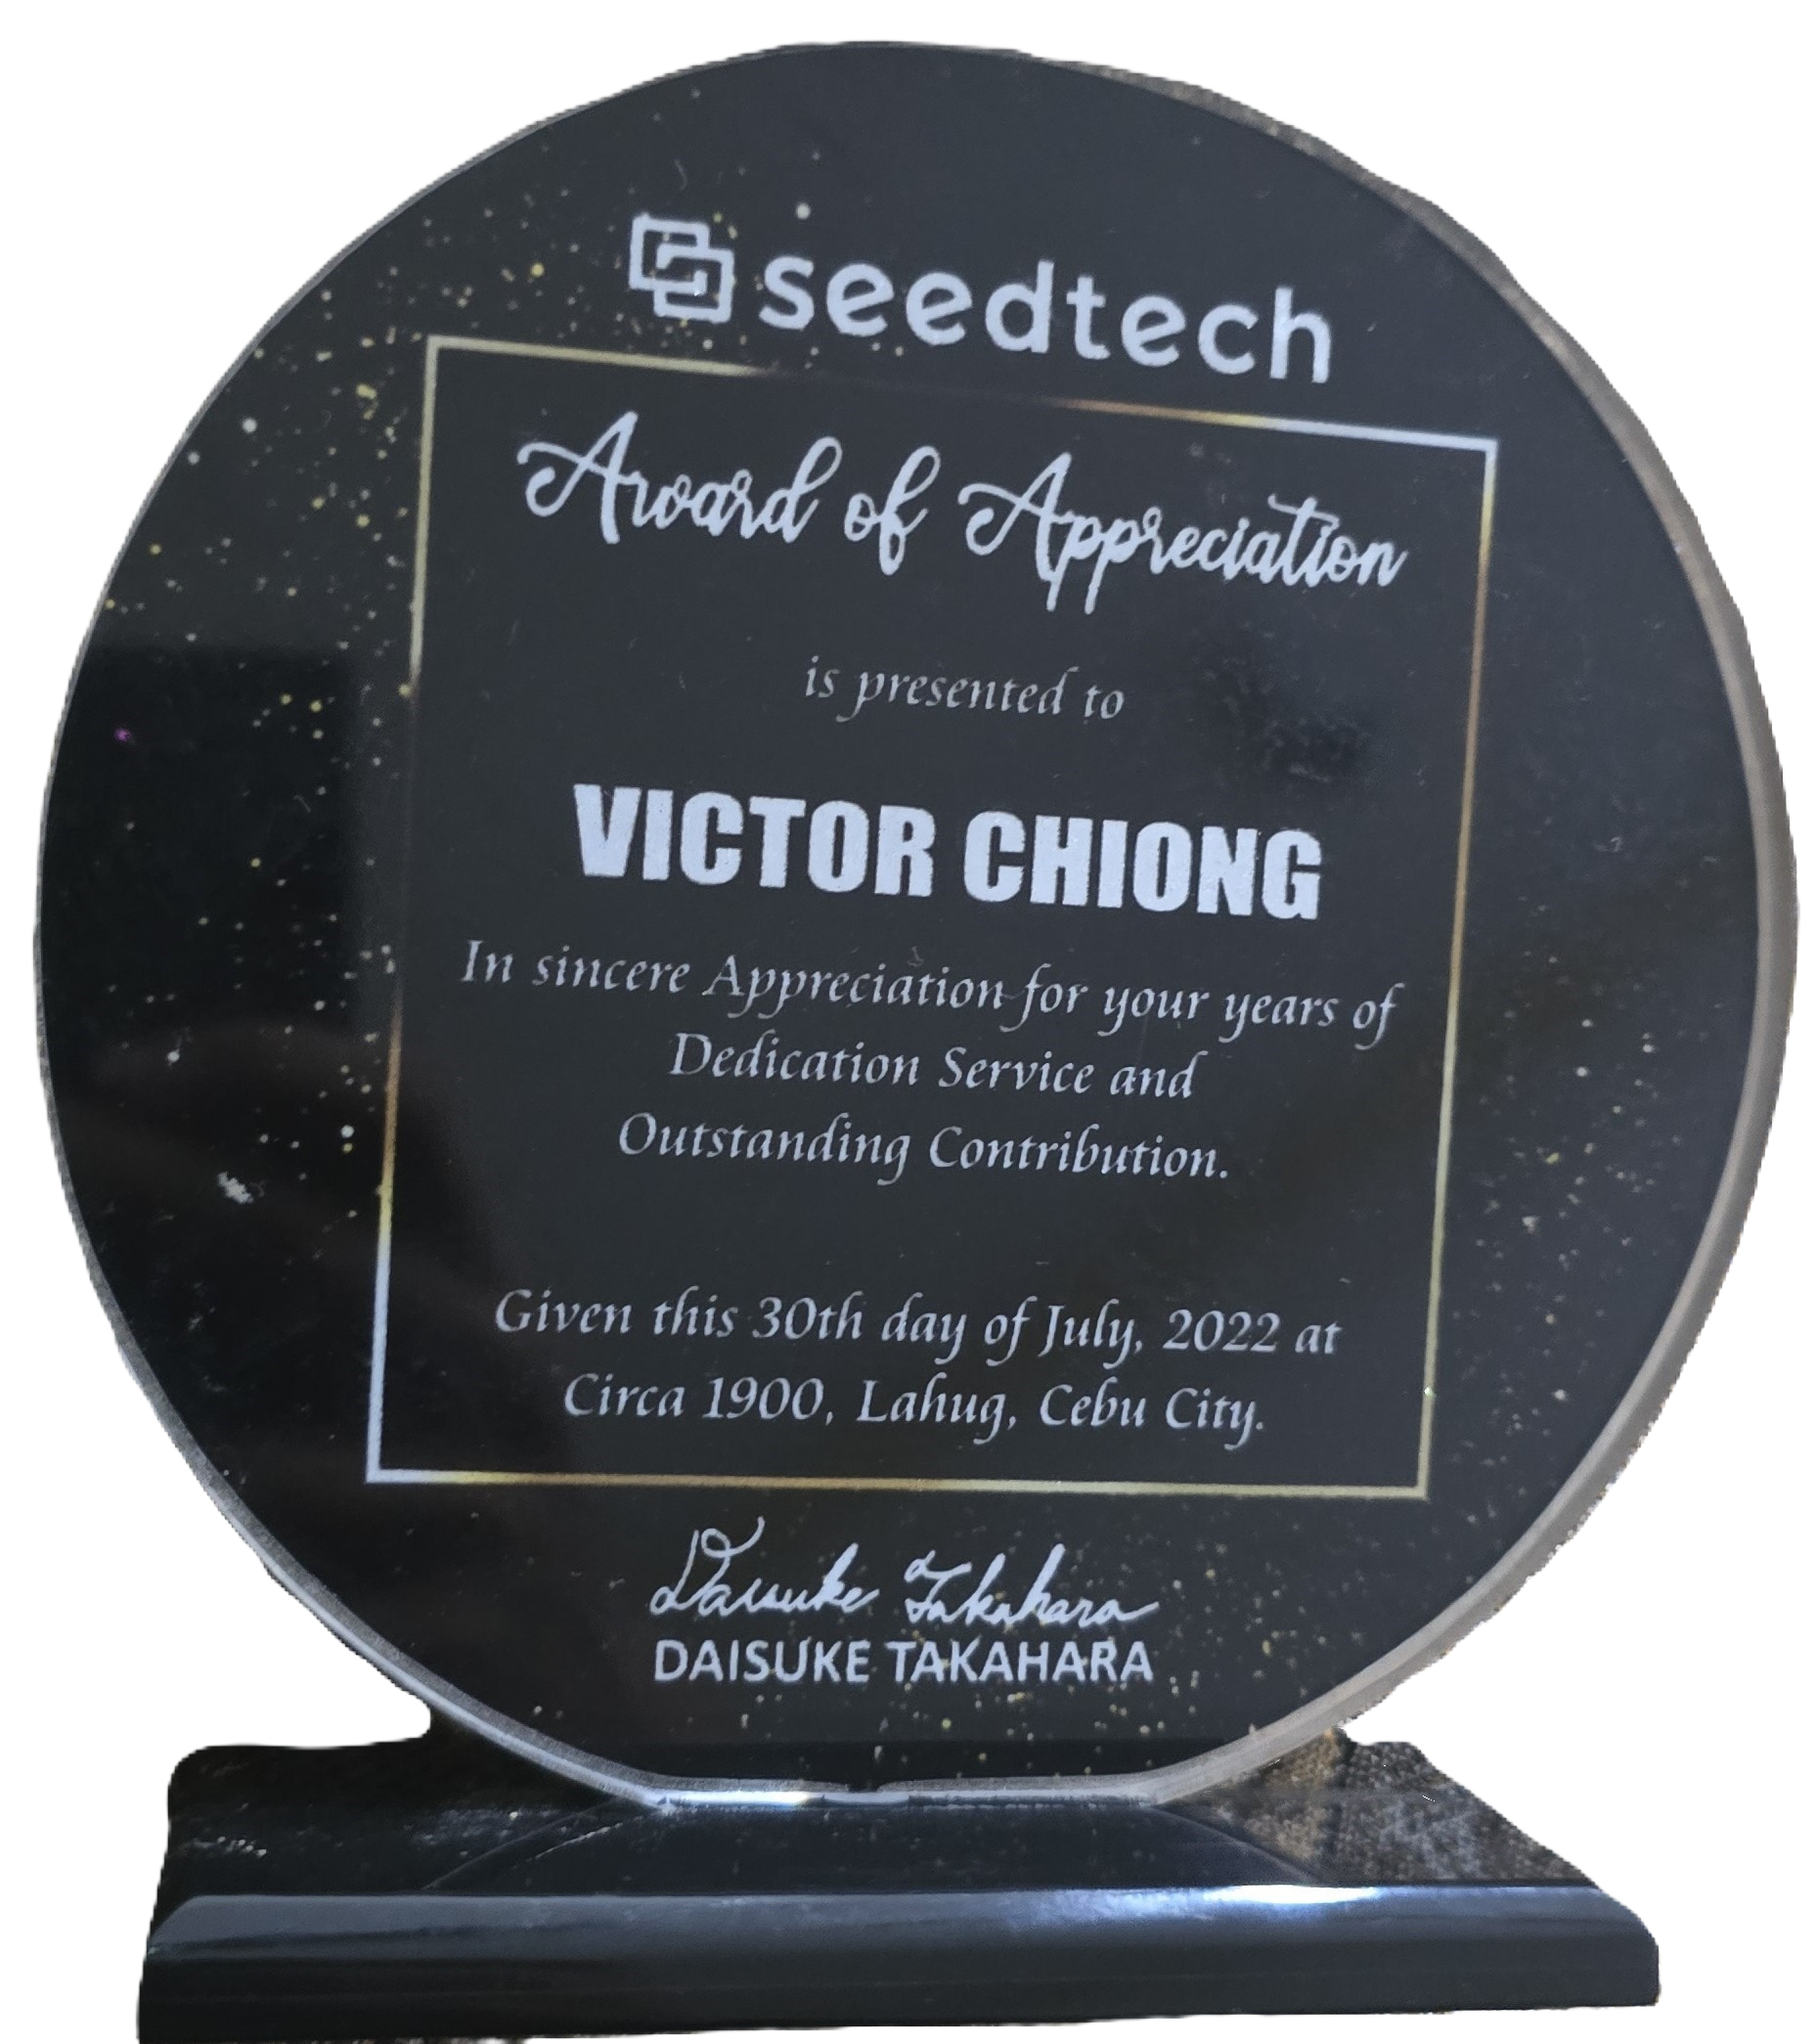 seedtech
Award of Appreciation
is presented to
VICTOR CHIONG
In sincere Appreciation for your years of
Dedication Service and
Outstanding Contribution.
Given this 30th day of July, 2022 at
Circa 1900, Lahug, Cebu City.
Daisuke Takahara
DAISUKE TAKAHARA